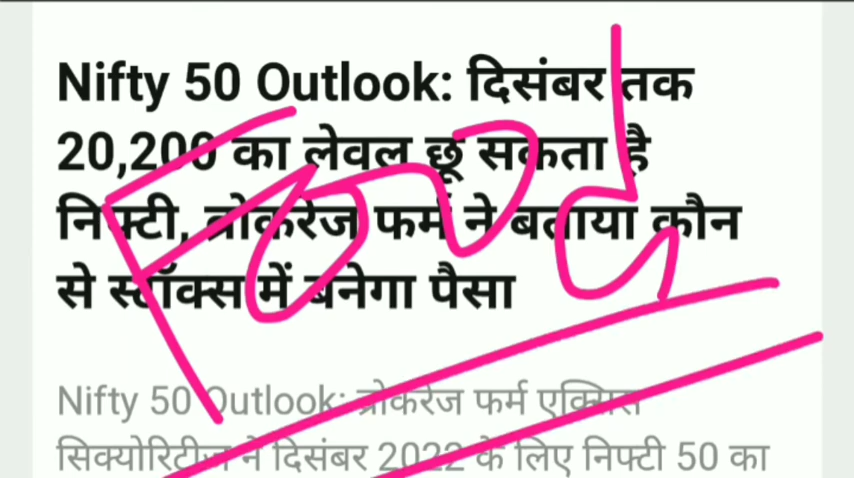 Nifty 50 Outlook: दिसंबर तक
20,200 का लेवल छू सकता है
निफ्टी, ब्रोकरेज फर्म ने बताया कौन
से स्टॉक्स में बनेगा पैसा
Nifty 50 Outlook: ब्रोकरेज फर्म एक्सिस
सिक्योरिटीज ने दिसंबर 2022 के लिए निफ्टी 50 का